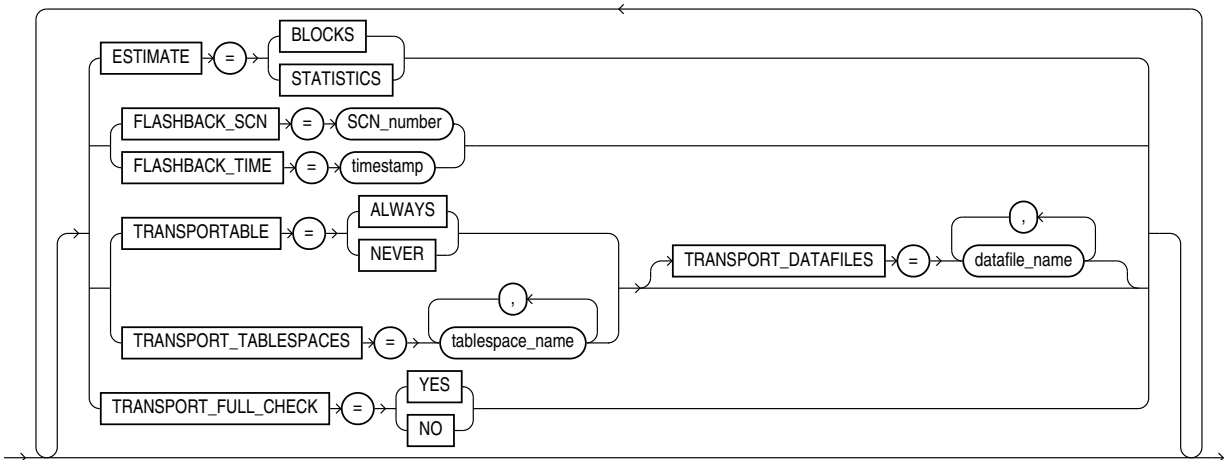 BLOCKS
ESTIMATE =
STATISTICS
FLASHBACK_SCN = SCN_number
FLASHBACK_TIME = timestamp
ALWAYS
TRANSPORTABLE =
NEVER
,
TRANSPORT_DATAFILES = datafile_name
,
TRANSPORT_TABLESPACES = tablespace_name
YES
TRANSPORT_FULL_CHECK =
NO